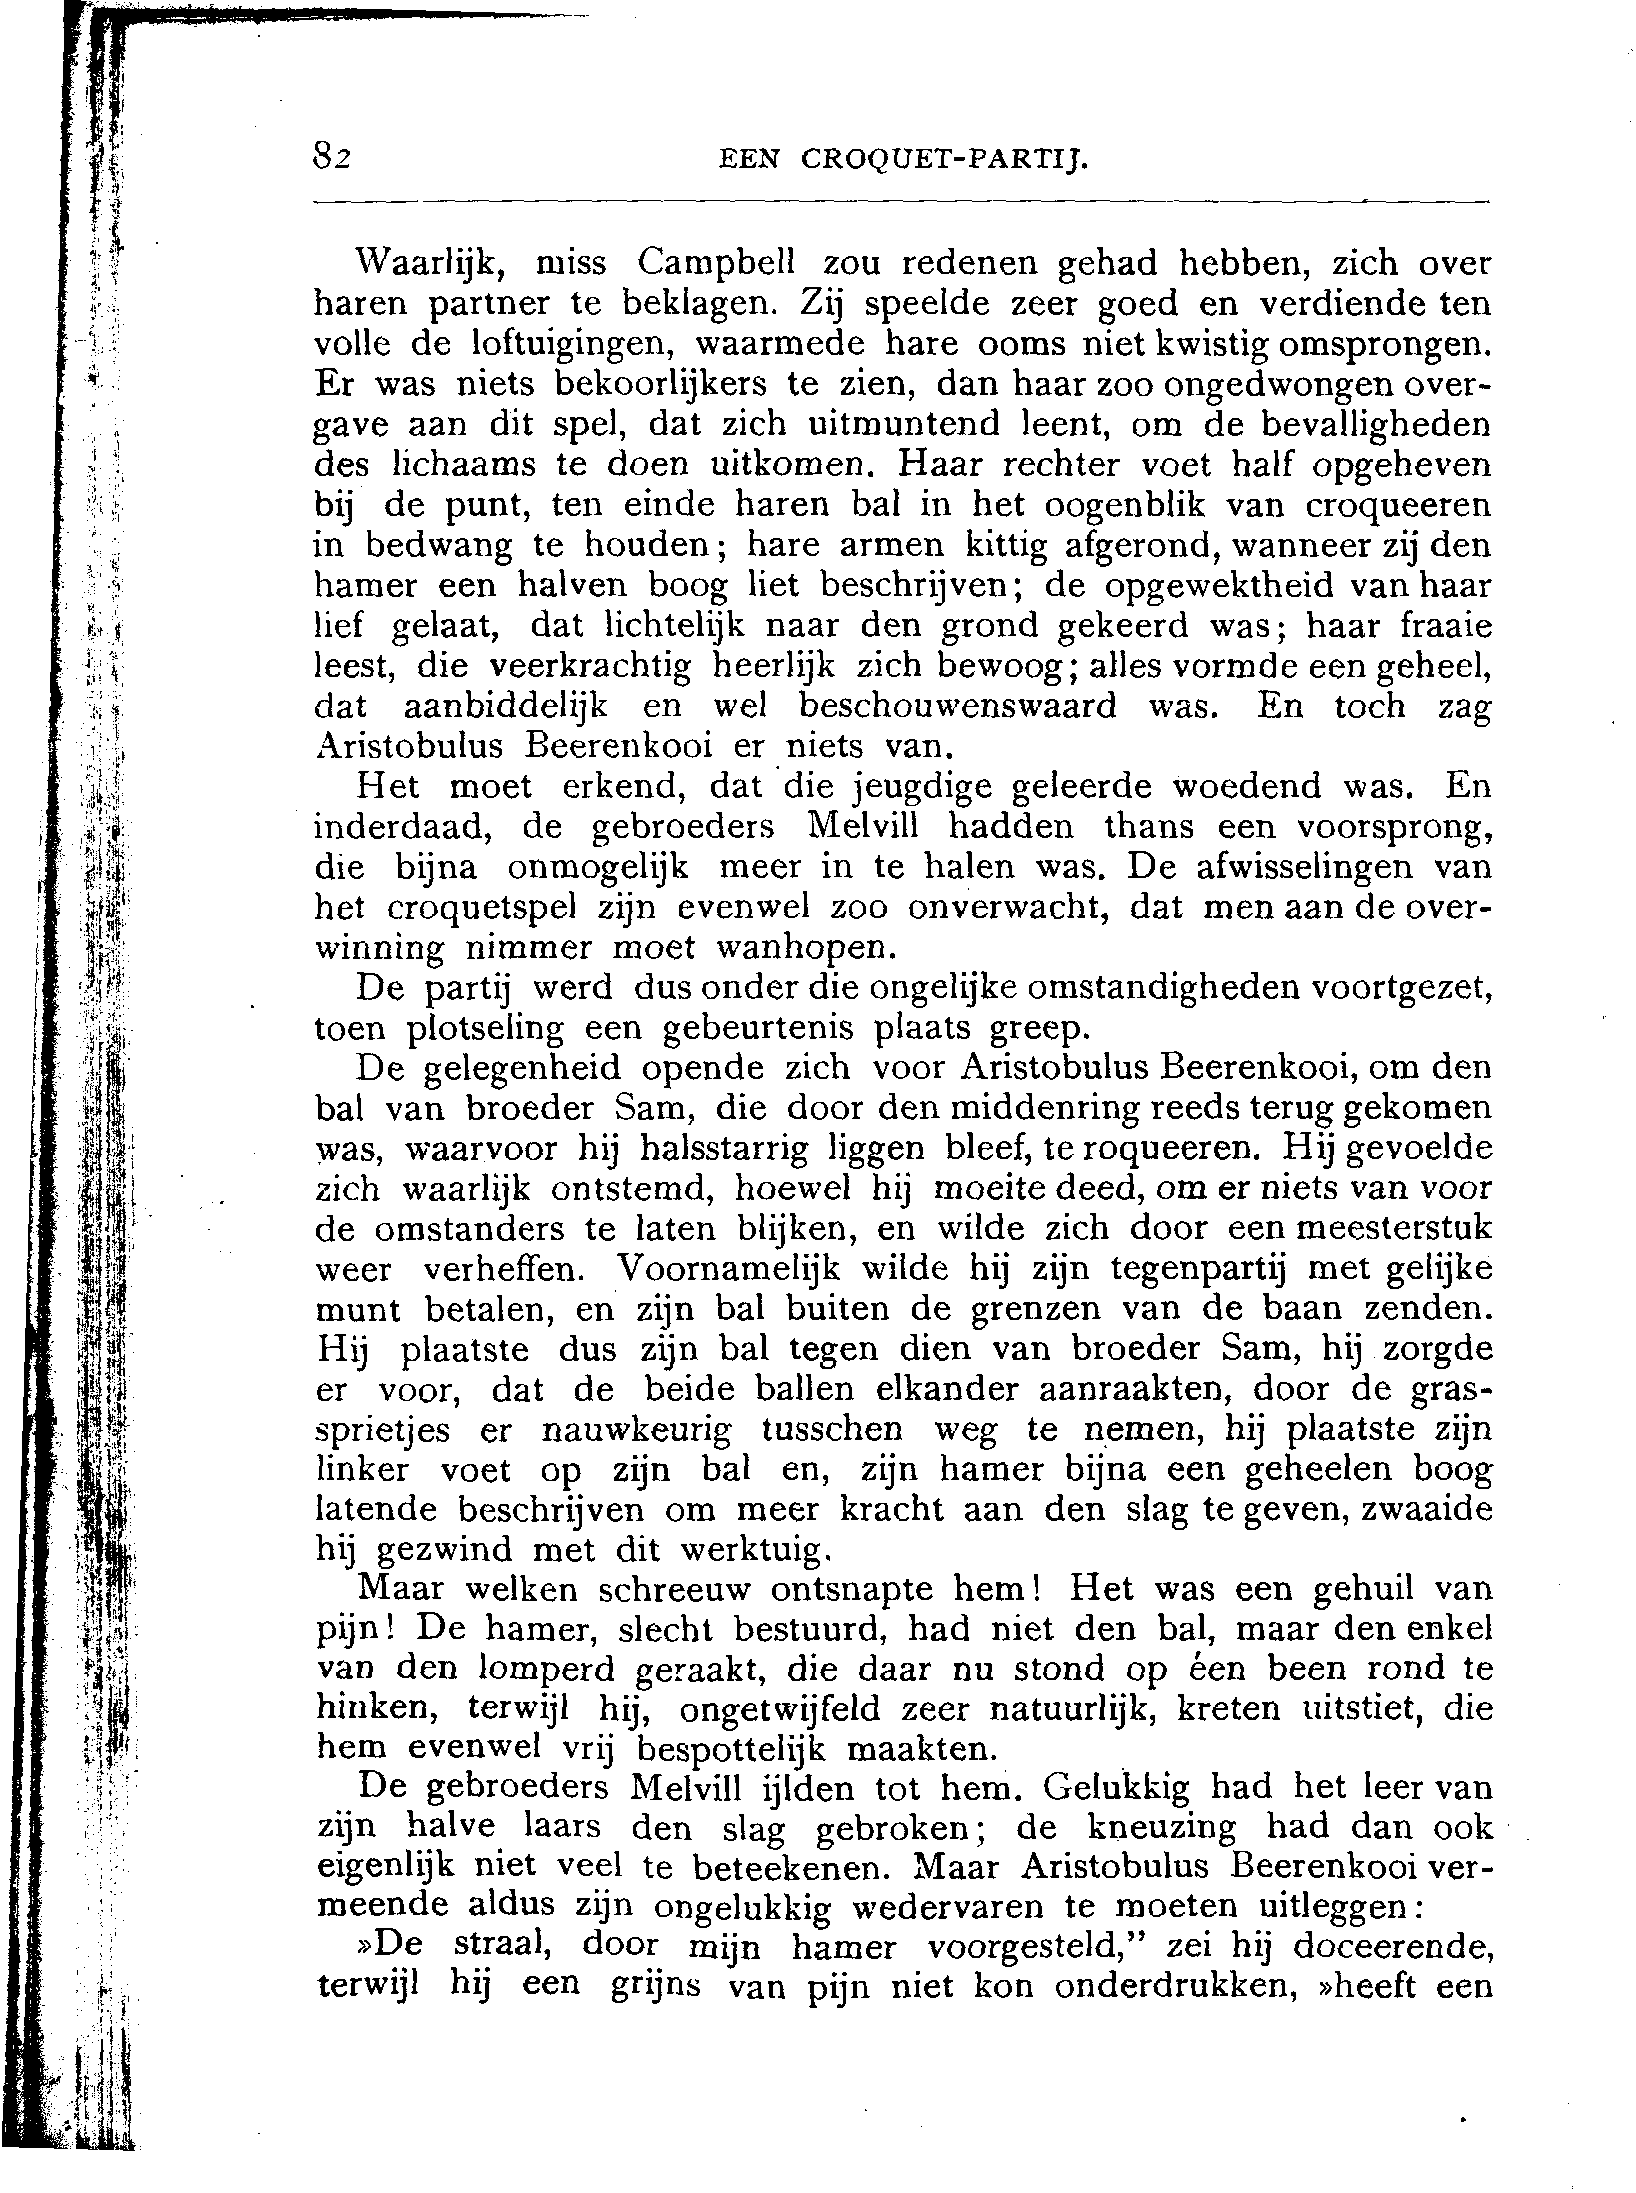 82 EEN CROQUET-PARTIJ.
Waarlijk, miss Campbell zou redenen gehad hebben, zich over
haren partner te beklagen. Zij speelde zeer goed en verdiende ten
volle de loftuigingen, waarmede hare ooms niet kwistig omsprongen.
Er was niets bekoorlijkers te zien, dan haar zoo ongedwongen over-
gave aan dit spel, dat zich uitmuntend leent, om de bevalligheden
des lichaams te doen uitkomen. Haar rechter voet half opgeheven
bij de punt, ten einde haren bal in het oogenblik van croqueeren
in bedwang te houden; hare armen kittig afgerond, wanneer zij den
hamer een halven boog liet beschrijven; de opgewektheid van haar
lief gelaat, dat lichtelijk naar den grond gekeerd was; haar fraaie
leest, die veerkrachtig heerlijk zich bewoog; alles vormde een geheel,
dat aanbiddelijk en wel beschouwenswaard was. En toch zag
Aristobulus Beerenkooi er niets van.
Het moet erkend, dat die jeugdige geleerde woedend was. En
inderdaad, de gebroeders Melvill hadden thans een voorsprong,
die bijna onmogelijk meer in te halen was. De afwisselingen van
het croquetspel zijn evenwel zoo onverwacht, dat men aan de over-
winning nimmer moet wanhopen.
De partij werd dus onder die ongelijke omstandigheden voortgezet,
toen plotseling een gebeurtenis plaats greep.
De gelegenheid opende zich voor Aristobulus Beerenkooi, om den
bal van broeder Sam, die door den middenring reeds terug gekomen
was, waarvoor hij halsstarrig liggen bleef, te roqueeren. Hij gevoelde
zich waarlijk ontstemd, hoewel hij moeite deed, om er niets van voor
de omstanders te laten blijken, en wilde zich door een meesterstuk
weer verheffen. Voornamelijk wilde hij zijn tegenpartij met gelijke
munt betalen, en zijn bal buiten de grenzen van de baan zenden.
Hij plaatste dus zijn bal tegen dien van broeder Sam, hij zorgde
er voor, dat de beide ballen elkander aanraakten, door de gras-
sprietjes er nauwkeurig tusschen weg te nemen, hij plaatste zijn
linker voet op zijn bal en, zijn hamer bijna een geheelen boog
latende beschrijven om meer kracht aan den slag te geven, zwaaide
hij gezwind met dit werktuig.
Maar welken schreeuw ontsnapte hem! Het was een gehuil van
pijn! De hamer, slecht bestuurd, had niet den bal, maar den enkel
van den lomperd geraakt, die daar nu stond op éen been rond te
hinken, terwijl hij, ongetwijfeld zeer natuurlijk, kreten uitstiet, die
hem evenwel vrij bespottelijk maakten.
De gebroeders Melvill ijlden tot hem. Gelukkig had het leer van
zijn halve laars den slag gebroken; de kneuzing had dan ook
eigenlijk niet veel te beteekenen. Maar Aristobulus Beerenkooi ver-
meende aldus zijn ongelukkig wedervaren te moeten uitleggen:
»De straal, door mijn hamer voorgesteld,” zei hij doceerende,
terwijl hij een grijns van pijn niet kon onderdrukken, »heeft een